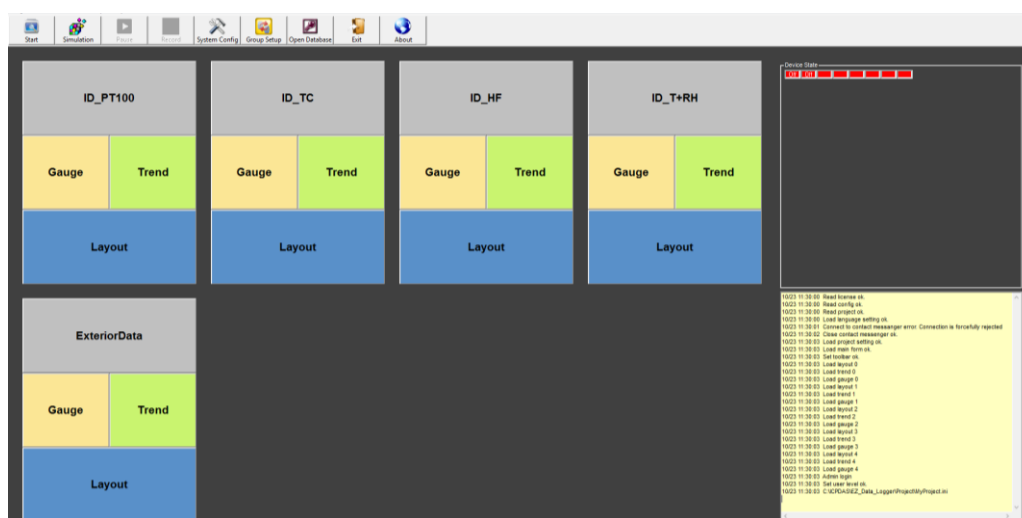 Start Simulation Pause Record System Config Group Setup Open Database Exit About
ID_PT100 ID_TC ID_HF ID_T+RH
Gauge Trend Gauge Trend Gauge Trend Gauge Trend
Layout Layout Layout Layout
ExteriorData
Gauge Trend
Layout
Device State
Off Off
10/23 11:30:00 Read license ok.
10/23 11:30:00 Read config ok.
10/23 11:30:00 Read project ok.
10/23 11:30:00 Load language setting ok.
10/23 11:30:01 Connect to contact messanger error. Connection is forcefully rejected
10/23 11:30:02 Close contact messenger ok.
10/23 11:30:03 Load project setting ok.
10/23 11:30:03 Load main form ok.
10/23 11:30:03 Set toolbar ok.
10/23 11:30:03 Load layout 0
10/23 11:30:03 Load trend 0
10/23 11:30:03 Load gauge 0
10/23 11:30:03 Load layout 1
10/23 11:30:03 Load trend 1
10/23 11:30:03 Load gauge 1
10/23 11:30:03 Load layout 2
10/23 11:30:03 Load trend 2
10/23 11:30:03 Load gauge 2
10/23 11:30:03 Load layout 3
10/23 11:30:03 Load trend 3
10/23 11:30:03 Load gauge 3
10/23 11:30:03 Load layout 4
10/23 11:30:03 Load trend 4
10/23 11:30:03 Load gauge 4
10/23 11:30:03 Admin login
10/23 11:30:03 Set user level ok.
10/23 11:30:03 C:\ICPDAS\EZ_Data_Logger\Project\MyProject.ini